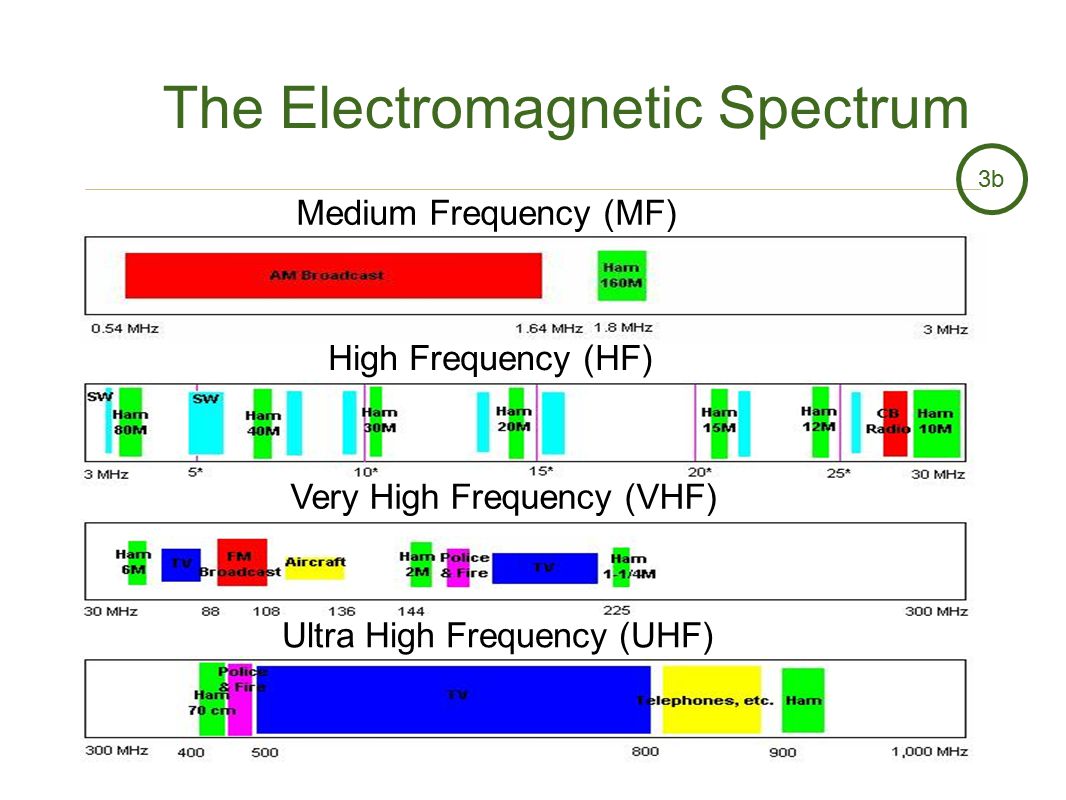 The Electromagnetic Spectrum
3b
Medium Frequency (MF)
AM Broadcast
Ham
160M
0.54 MHz 1.64 MHz 1.8 MHz 3 MHz
High Frequency (HF)
SW Ham 80M SW Ham 40M Ham 30M Ham 20M Ham 15M Ham 12M CB Radio Ham 10M
3 MHz 5* 10* 15* 20* 25* 30 MHz
Very High Frequency (VHF)
Ham 6M TV FM Broadcast Aircraft Ham 2M Police & Fire TV Ham 1-1/4M
30 MHz 88 108 136 144 225 300 MHz
Ultra High Frequency (UHF)
Ham 70 cm Police & Fire TV Telephones, etc. Ham
300 MHz 400 500 800 900 1,000 MHz